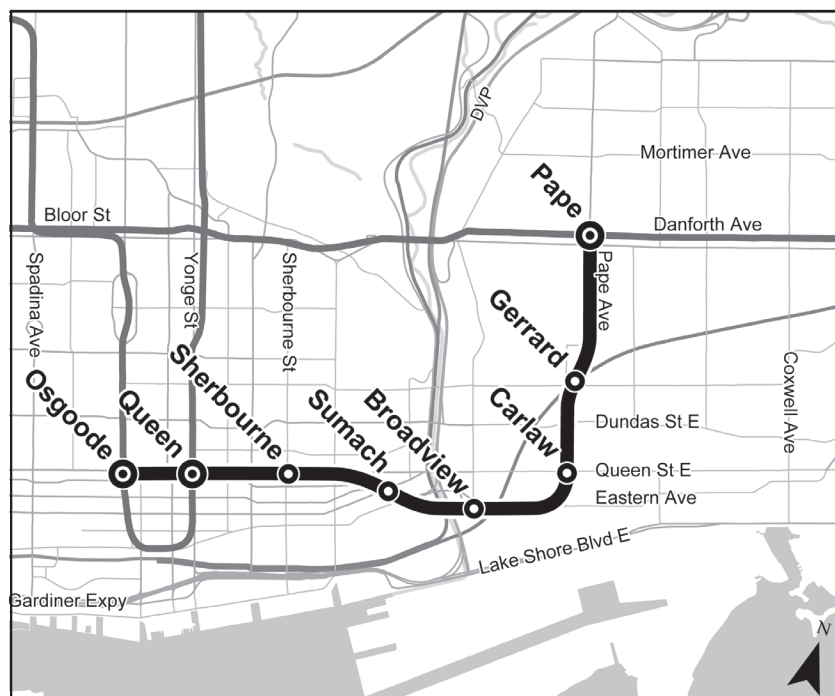 DVP
Mortimer Ave
Pape
Bloor St
Danforth Ave
Spadina Ave
Yonge St
Sherbourne St
Pape Ave
Gerrard
Coxwell Ave
Osgoode
Queen
Sherbourne
Sumach
Broadview
Carlaw
Dundas St E
Queen St E
Eastern Ave
Lake Shore Blvd E
Gardiner Expy
N